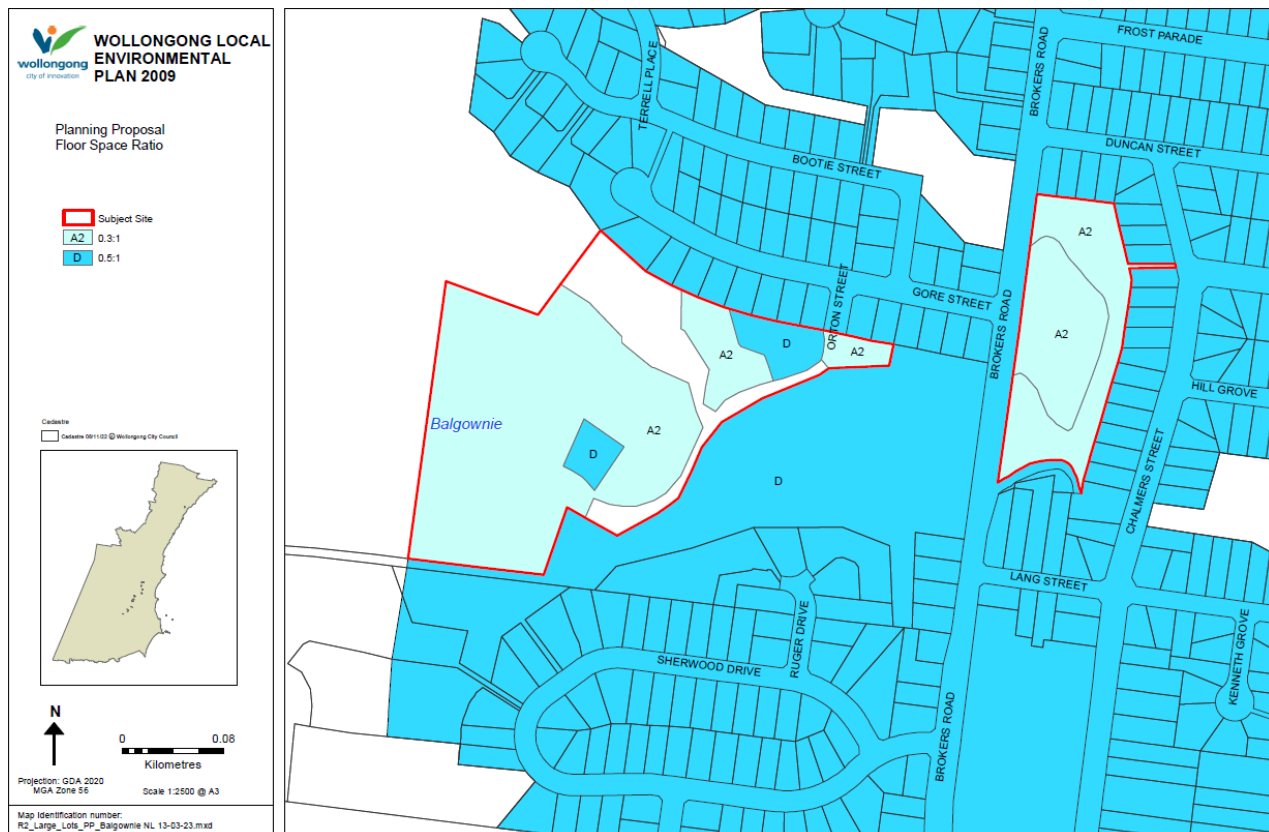 wollongong
city of innovation
WOLLONGONG LOCAL
ENVIRONMENTAL
PLAN 2009
Planning Proposal
Floor Space Ratio
Subject Site
A2 0.3:1
D 0.5:1
Cadastre
Cadastre 08/11/22 © Wollongong City Council
N
0 0.08
Kilometres
Projection: GDA 2020
MGA Zone 56
Scale 1:2500 @ A3
Map Identification number:
R2_Large_Lots_PP_Balgownie NL 13-03-23.mxd
FROST PARADE
BROKERS ROAD
TERRELL PLACE
DUNCAN STREET
BOOTIE STREET
A2
ORTON STREET
GORE STREET
BROKERS ROAD
A2
D
A2
A2
HILL GROVE
Balgownie
A2
D
D
CHALMERS STREET
LANG STREET
RUGER DRIVE
KENNETH GROVE
SHERWOOD DRIVE
BROKERS ROAD